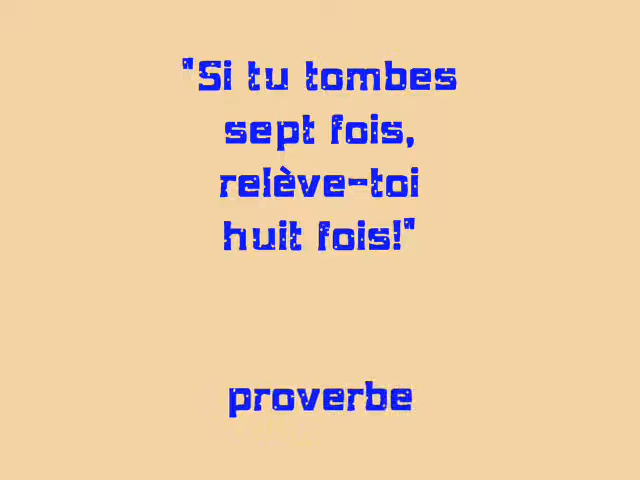 "Si tu tombes
sept fois,
relève-toi
huit fois!"
proverbe